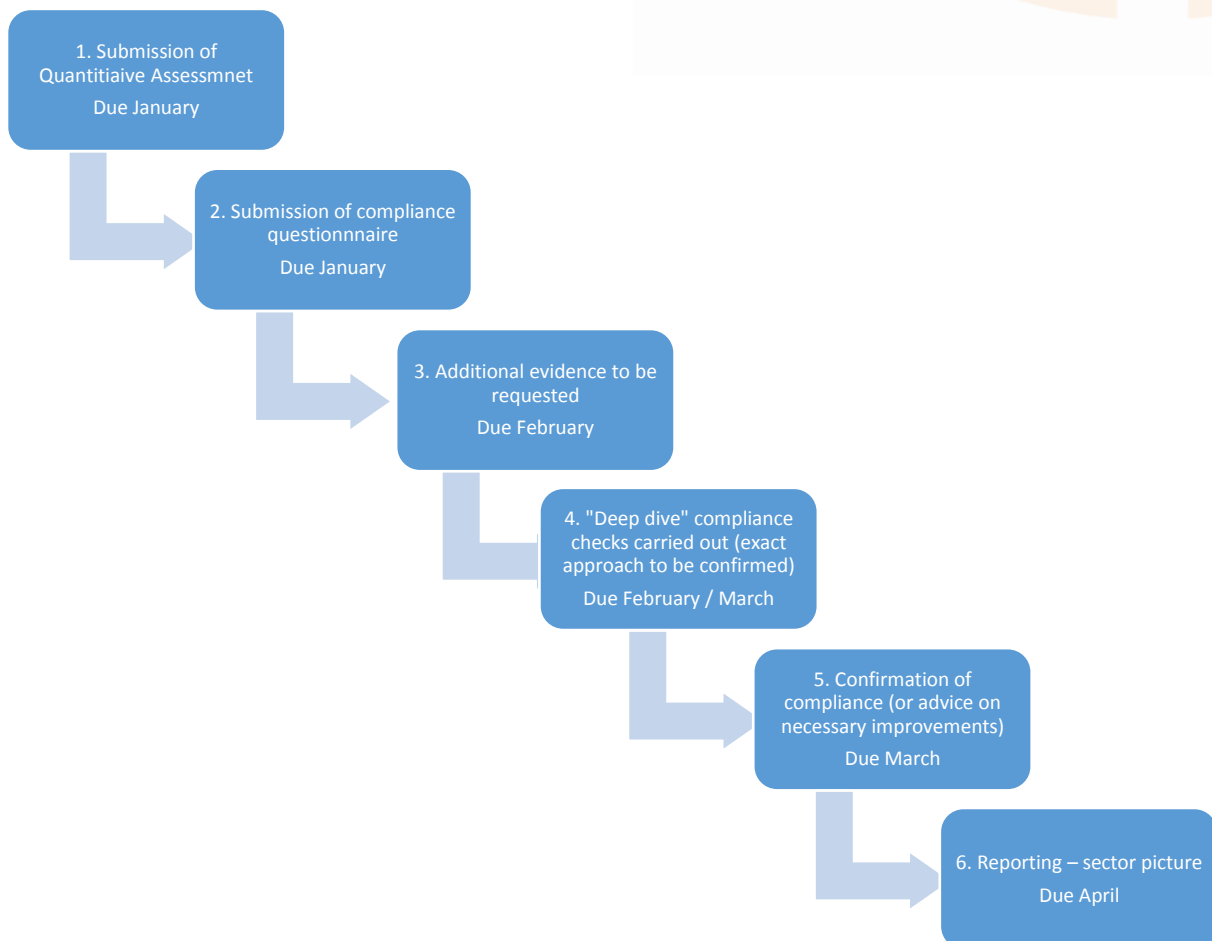 1. Submission of
Quantitiaive Assessmnet
Due January
2. Submission of compliance
questionnnaire
Due January
3. Additional evidence to be
requested
Due February
4. "Deep dive" compliance
checks carried out (exact
approach to be confirmed)
Due February / March
5. Confirmation of
compliance (or advice on
necessary improvements)
Due March
6. Reporting – sector picture
Due April